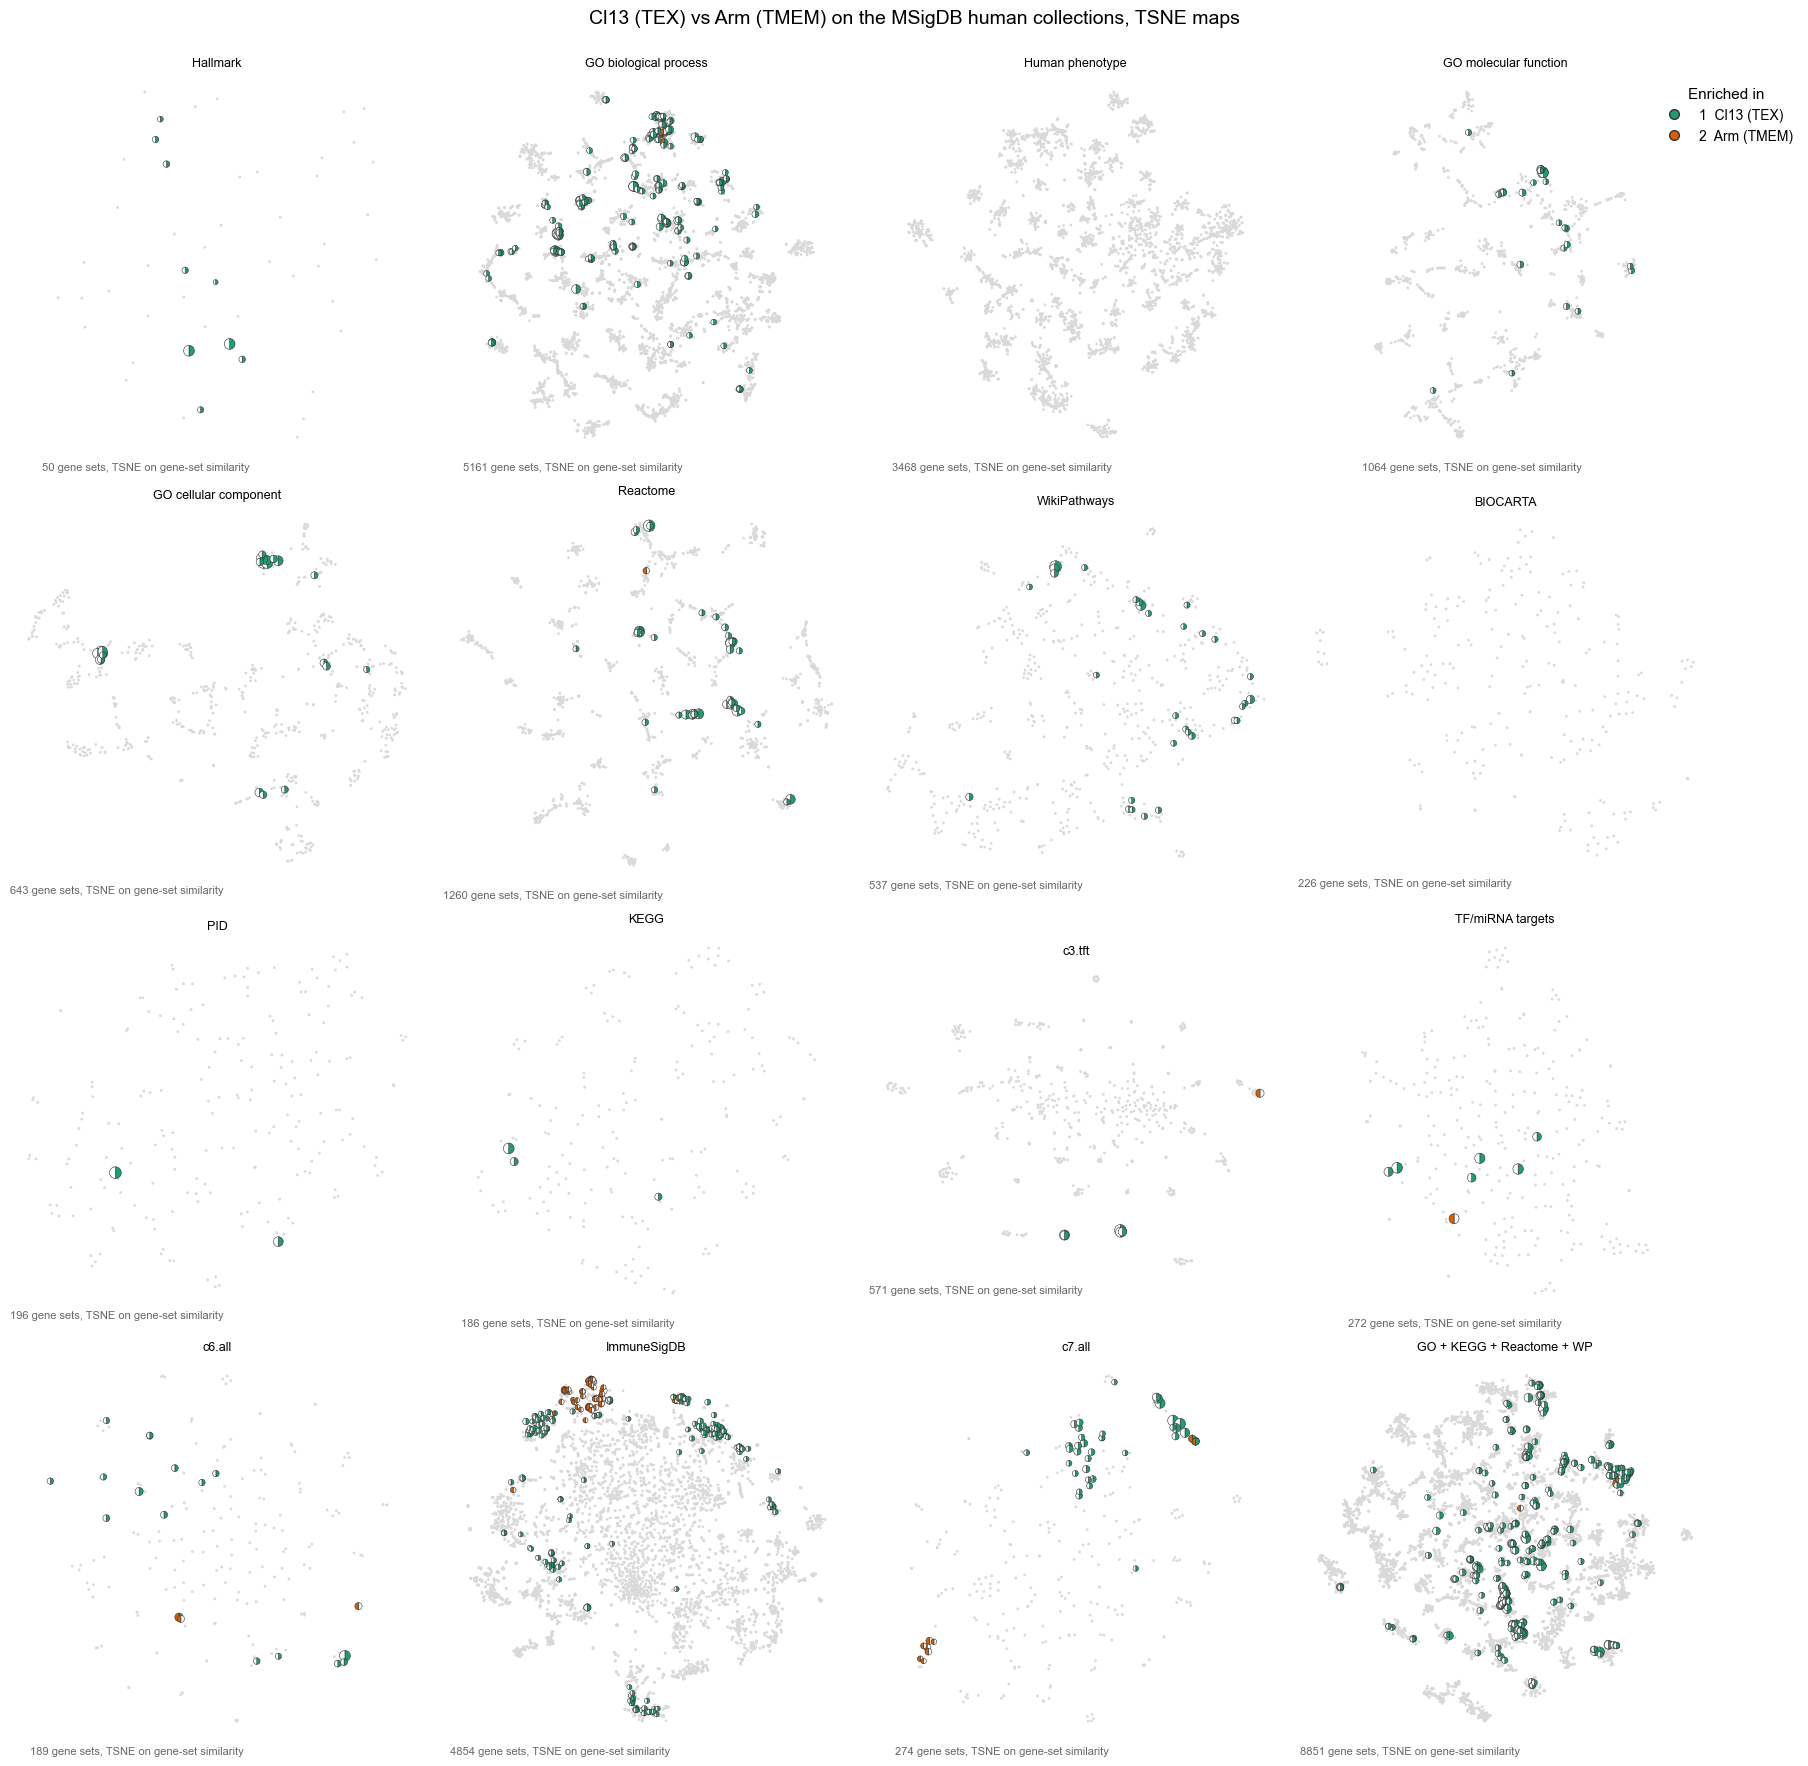 Cl13 (TEX) vs Arm (TMEM) on the MSigDB human collections, TSNE maps
Hallmark
GO biological process
Human phenotype
GO molecular function
Enriched in
1 Cl13 (TEX)
2 Arm (TMEM)
50 gene sets, TSNE on gene-set similarity
5161 gene sets, TSNE on gene-set similarity
3468 gene sets, TSNE on gene-set similarity
1064 gene sets, TSNE on gene-set similarity
GO cellular component
Reactome
WikiPathways
BIOCARTA
643 gene sets, TSNE on gene-set similarity
1260 gene sets, TSNE on gene-set similarity
537 gene sets, TSNE on gene-set similarity
226 gene sets, TSNE on gene-set similarity
PID
KEGG
c3.tft
TF/miRNA targets
196 gene sets, TSNE on gene-set similarity
186 gene sets, TSNE on gene-set similarity
571 gene sets, TSNE on gene-set similarity
272 gene sets, TSNE on gene-set similarity
c6.all
ImmuneSigDB
c7.all
GO + KEGG + Reactome + WP
189 gene sets, TSNE on gene-set similarity
4854 gene sets, TSNE on gene-set similarity
274 gene sets, TSNE on gene-set similarity
8851 gene sets, TSNE on gene-set similarity